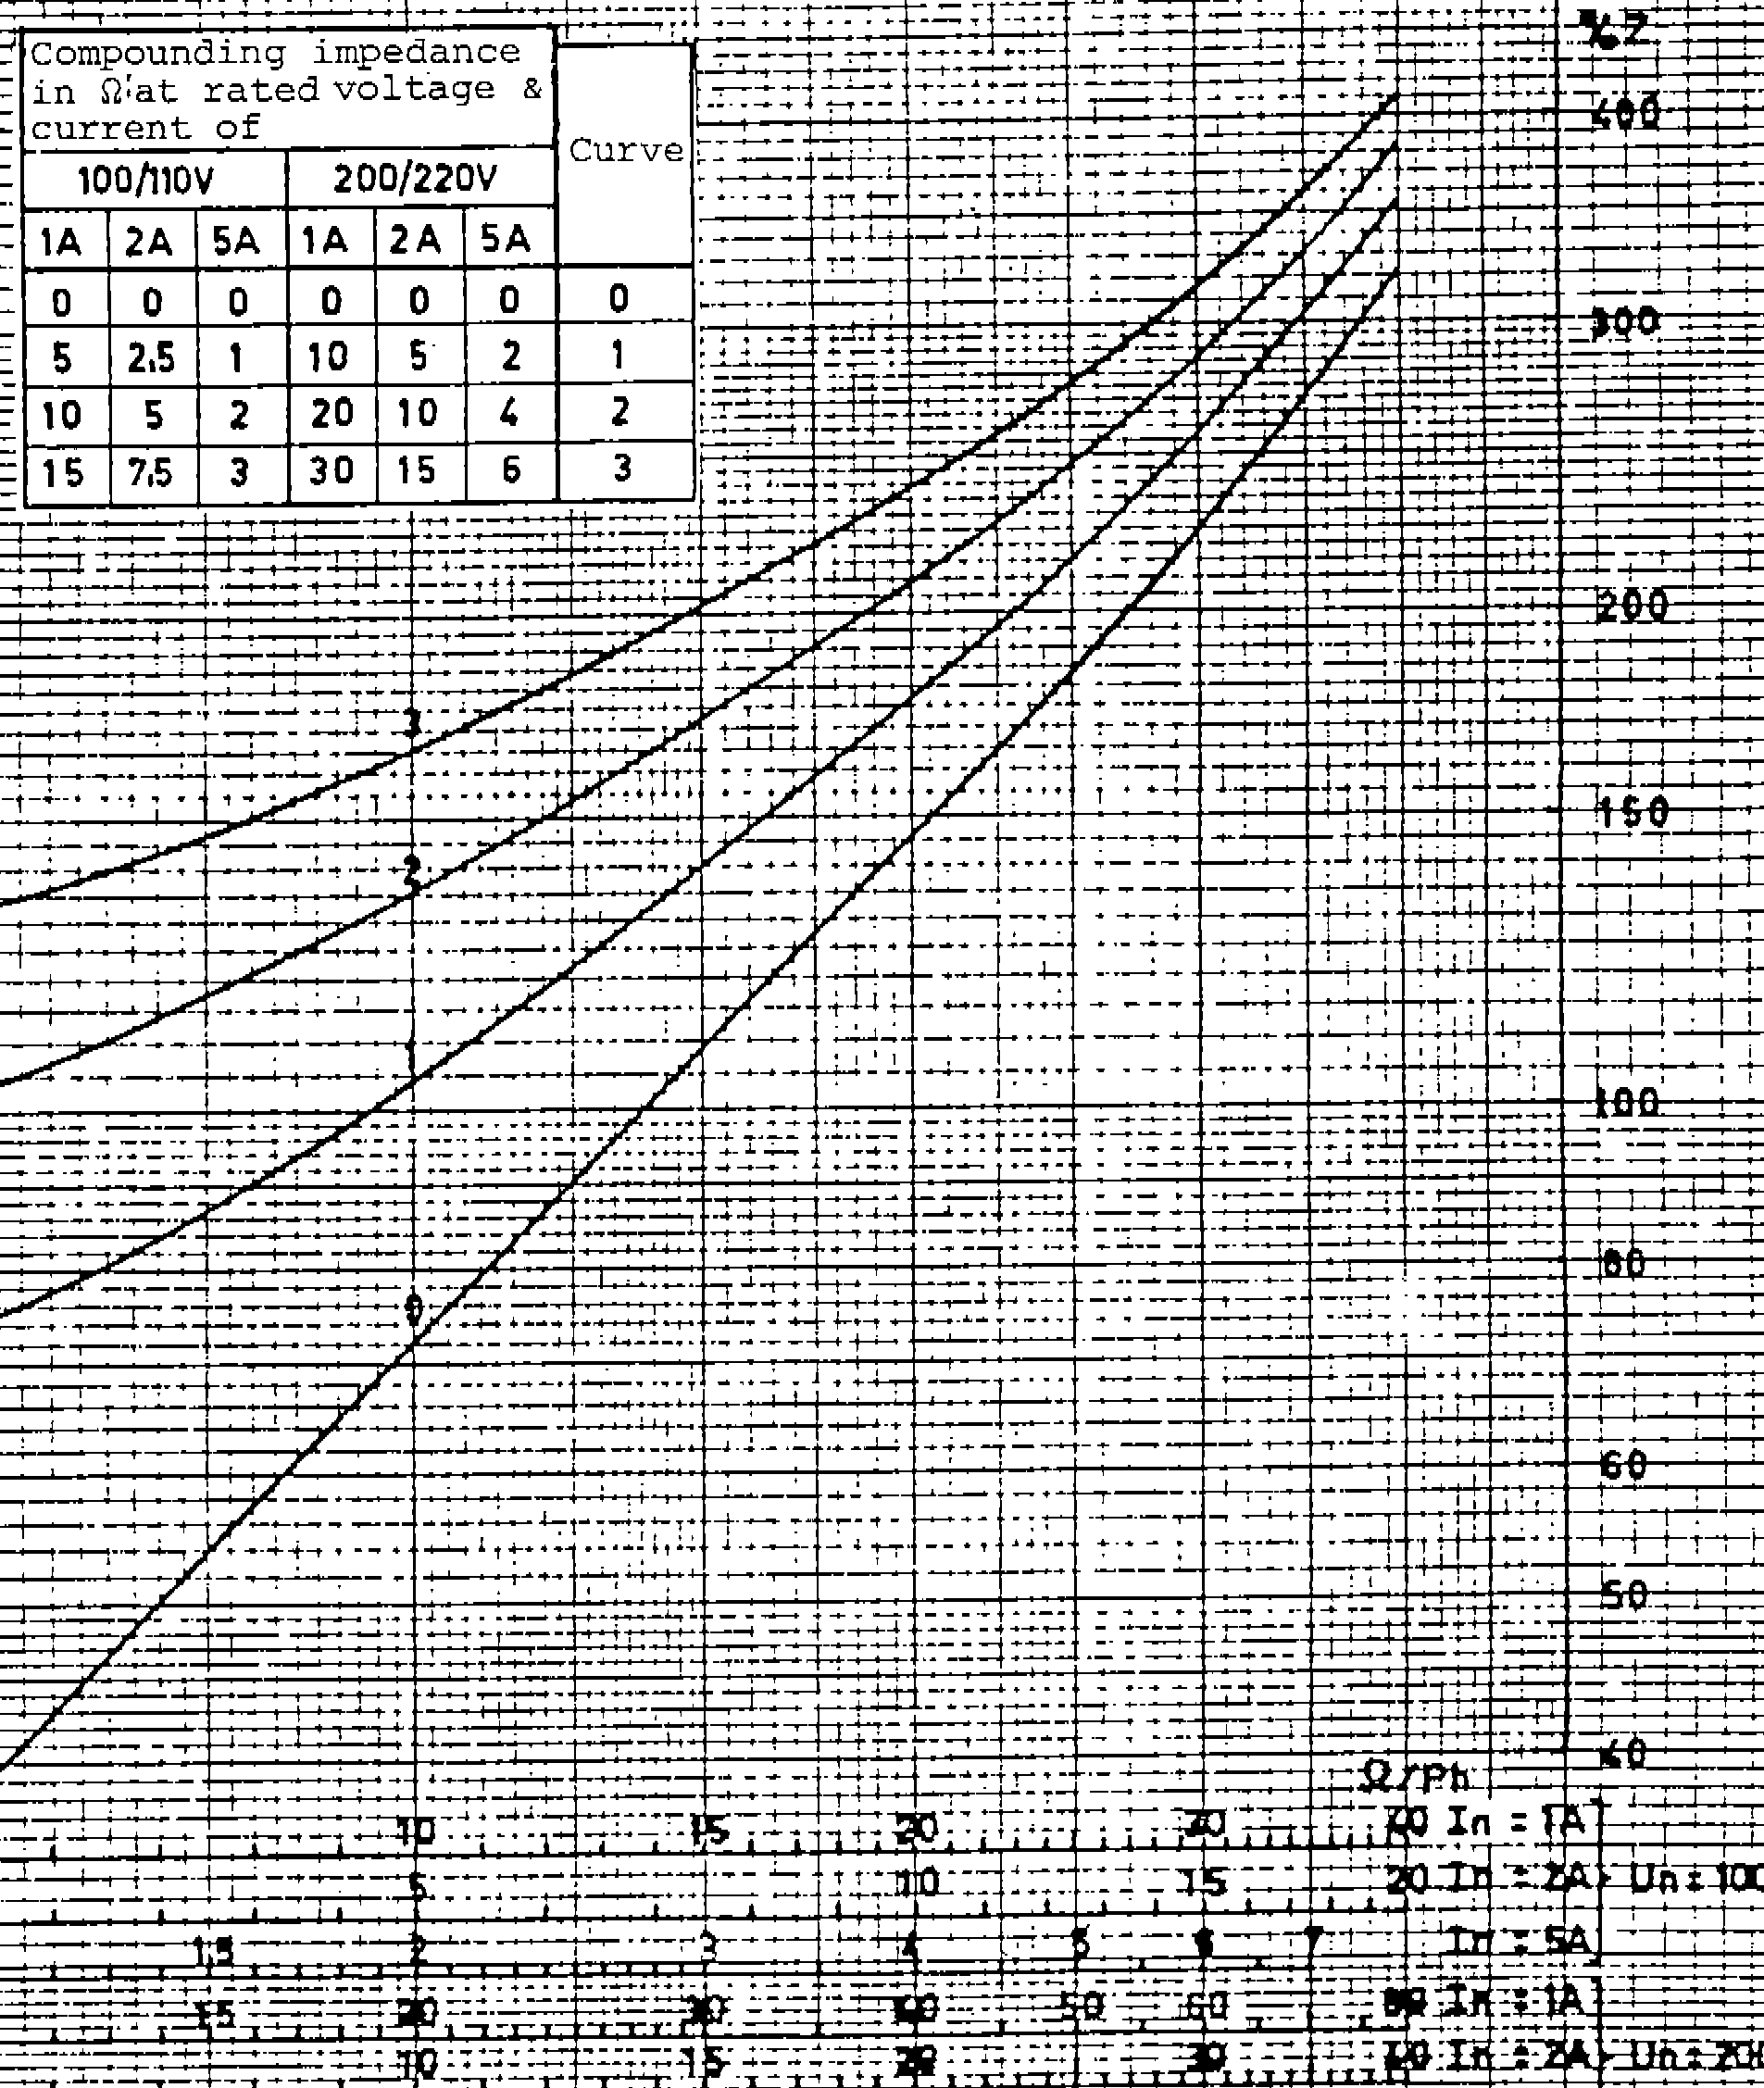 Compounding impedance
in Ω at rated voltage &
current of
Curve
100/110V 200/220V
1A 2A 5A 1A 2A 5A
0 0 0 0 0 0 0
5 2.5 1 10 5 2 1
10 5 2 20 10 4 2
15 7,5 3 30 15 6 3
400
300
200
3
150
2
1
100
80
0
60
50
40
Ω/Ph
10 15 20 30 40 In = 1A
5 10 15 20 In = 2A Un = 100
1,5 2 3 4 5 6 7 In = 5A
15 20 30 40 50 60 80 In = 1A
10 15 20 30 40 In = 2A Un = 200